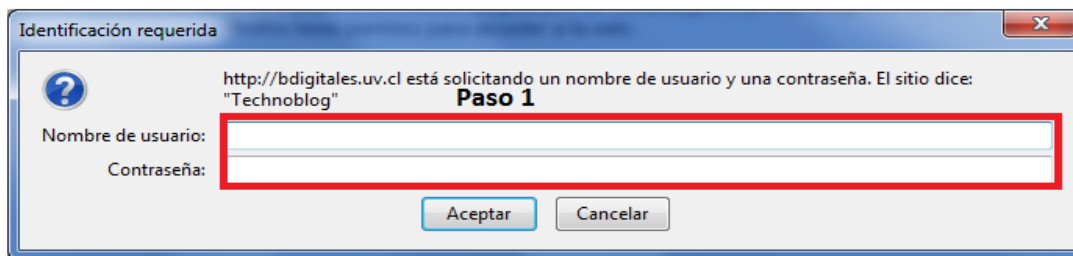 Identificación requerida
http://bdigitales.uv.cl está solicitando un nombre de usuario y una contraseña. El sitio dice:
"Technoblog"
Paso 1
Nombre de usuario:
Contraseña:
Aceptar
Cancelar